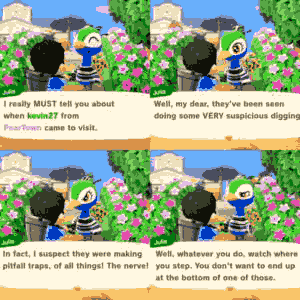 Julia
I really MUST tell you about
when kevin27 from
PearTown came to visit.
Julia
Well, my dear, they've been seen
doing some VERY suspicious digging
Julia
In fact, I suspect they were making
pitfall traps, of all things! The nerve!
Julia
Well, whatever you do, watch where
you step. You don't want to end up
at the bottom of one of those.